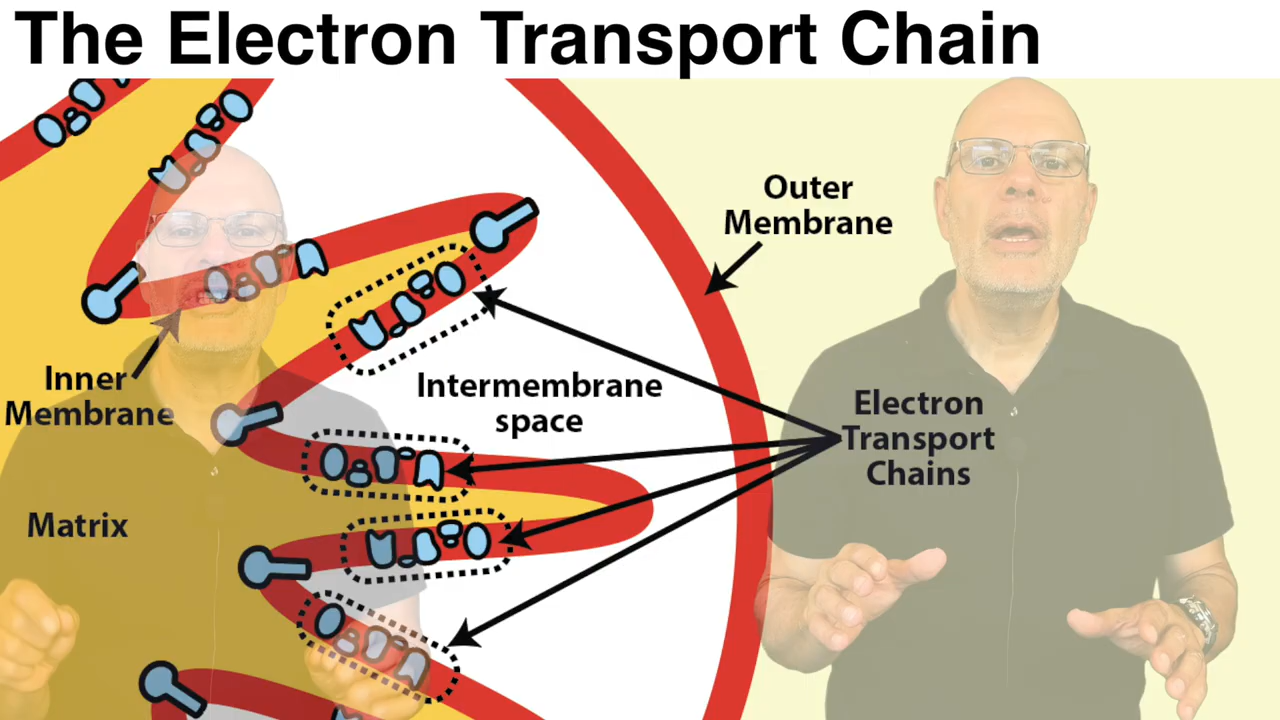 The Electron Transport Chain
Outer
Membrane
Inner
Membrane
Intermembrane
space
Electron
Transport
Chains
Matrix